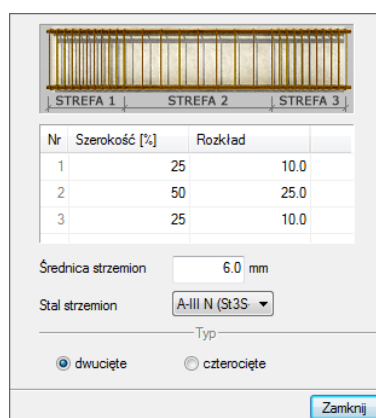 STREFA 1 STREFA 2 STREFA 3
Nr Szerokość [%] Rozkład
1 25 10.0
2 50 25.0
3 25 10.0
Średnica strzemion 6.0 mm
Stal strzemion A-III N (St3S
Typ
dwucięte czterocięte
Zamknij